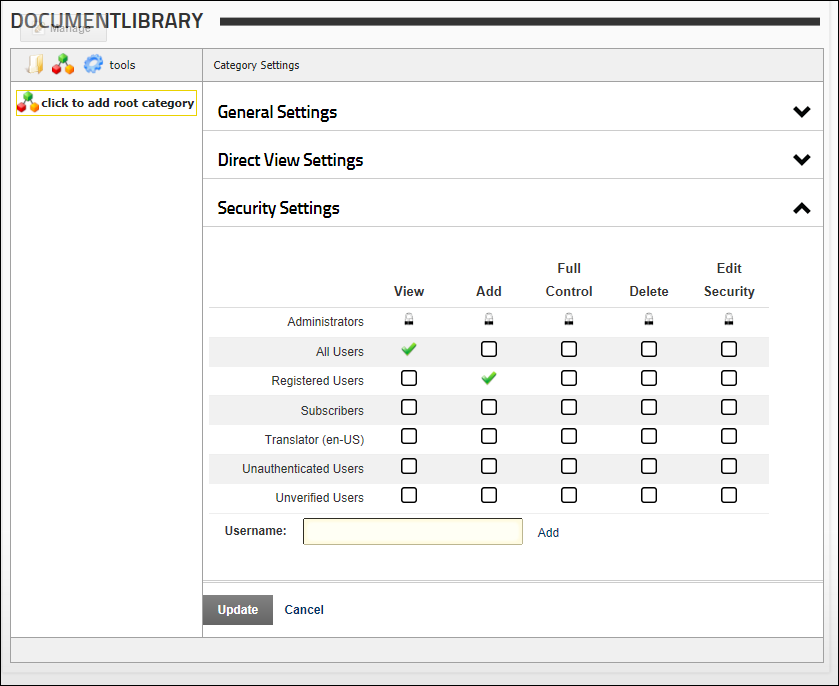 DOCUMENTLIBRARY
Manage
tools
Category Settings
click to add root category
General Settings
Direct View Settings
Security Settings
View Add Full Control Delete Edit Security
Administrators
All Users
Registered Users
Subscribers
Translator (en-US)
Unauthenticated Users
Unverified Users
Username: Add
Update Cancel